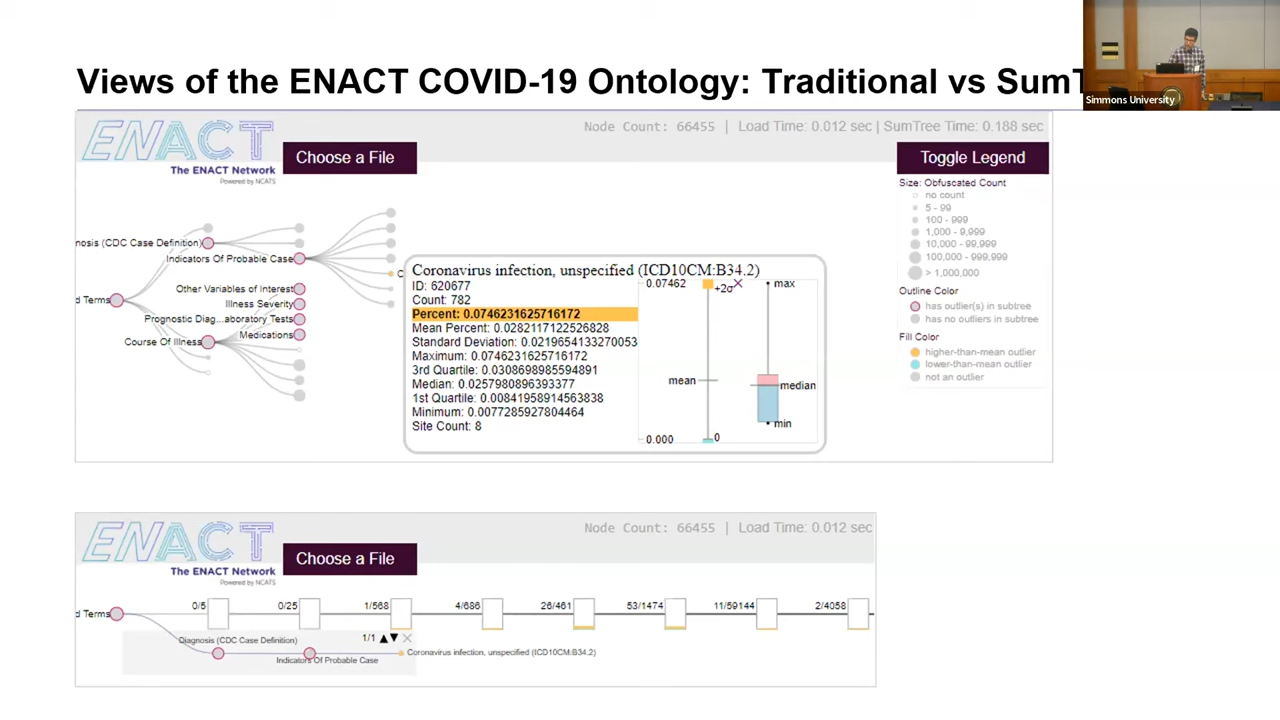 Views of the ENACT COVID-19 Ontology: Traditional vs SumT
Simmons University
ENACT
The ENACT Network
Powered by NCATS
Choose a File
Node Count: 66455 | Load Time: 0.012 sec | SumTree Time: 0.188 sec
Toggle Legend
Size: Obfuscated Count
no count
5 - 99
100 - 999
1,000 - 9,999
10,000 - 99,999
100,000 - 999,999
> 1,000,000
Outline Color
has outlier(s) in subtree
has no outliers in subtree
Fill Color
higher-than-mean outlier
lower-than-mean outlier
not an outlier
nosis (CDC Case Definition)
Indicators Of Probable Case
C
Other Variables of Interest
d Terms
Illness Severity
Prognostic Diag...aboratory Tests
Medications
Course Of Illness
Coronavirus infection, unspecified (ICD10CM:B34.2)
ID: 620677
Count: 782
Percent: 0.0746231625716172
Mean Percent: 0.0282117122526828
Standard Deviation: 0.0219654133270053
Maximum: 0.0746231625716172
3rd Quartile: 0.0308698985594891
Median: 0.0257980896393377
1st Quartile: 0.00841958914563838
Minimum: 0.0077285927804464
Site Count: 8
0.07462
+2σ
max
mean
median
min
0.000
0
ENACT
The ENACT Network
Powered by NCATS
Choose a File
Node Count: 66455 | Load Time: 0.012 sec
d Terms
0/5
0/25
1/568
4/686
26/461
53/1474
11/59144
2/4058
Diagnosis (CDC Case Definition)
1/1
Indicators Of Probable Case
Coronavirus infection, unspecified (ICD10CM:B34.2)